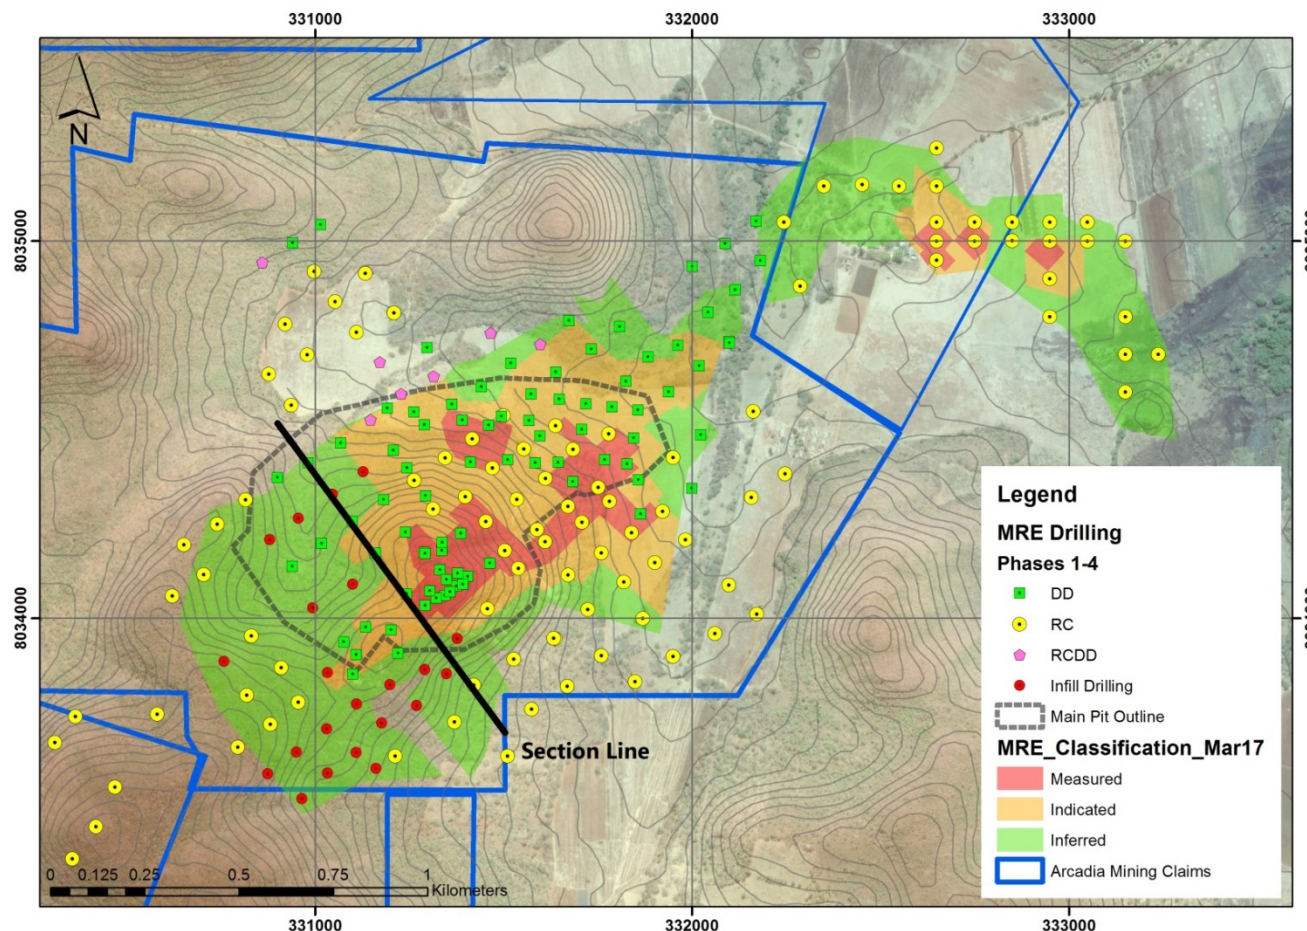 331000 332000 333000
N
8035000
8034000
Legend
MRE Drilling
Phases 1-4
DD
RC
RCDD
Infill Drilling
Main Pit Outline
MRE_Classification_Mar17
Measured
Indicated
Inferred
Arcadia Mining Claims
Section Line
0 0.125 0.25 0.5 0.75 1
Kilometers
331000 332000 333000